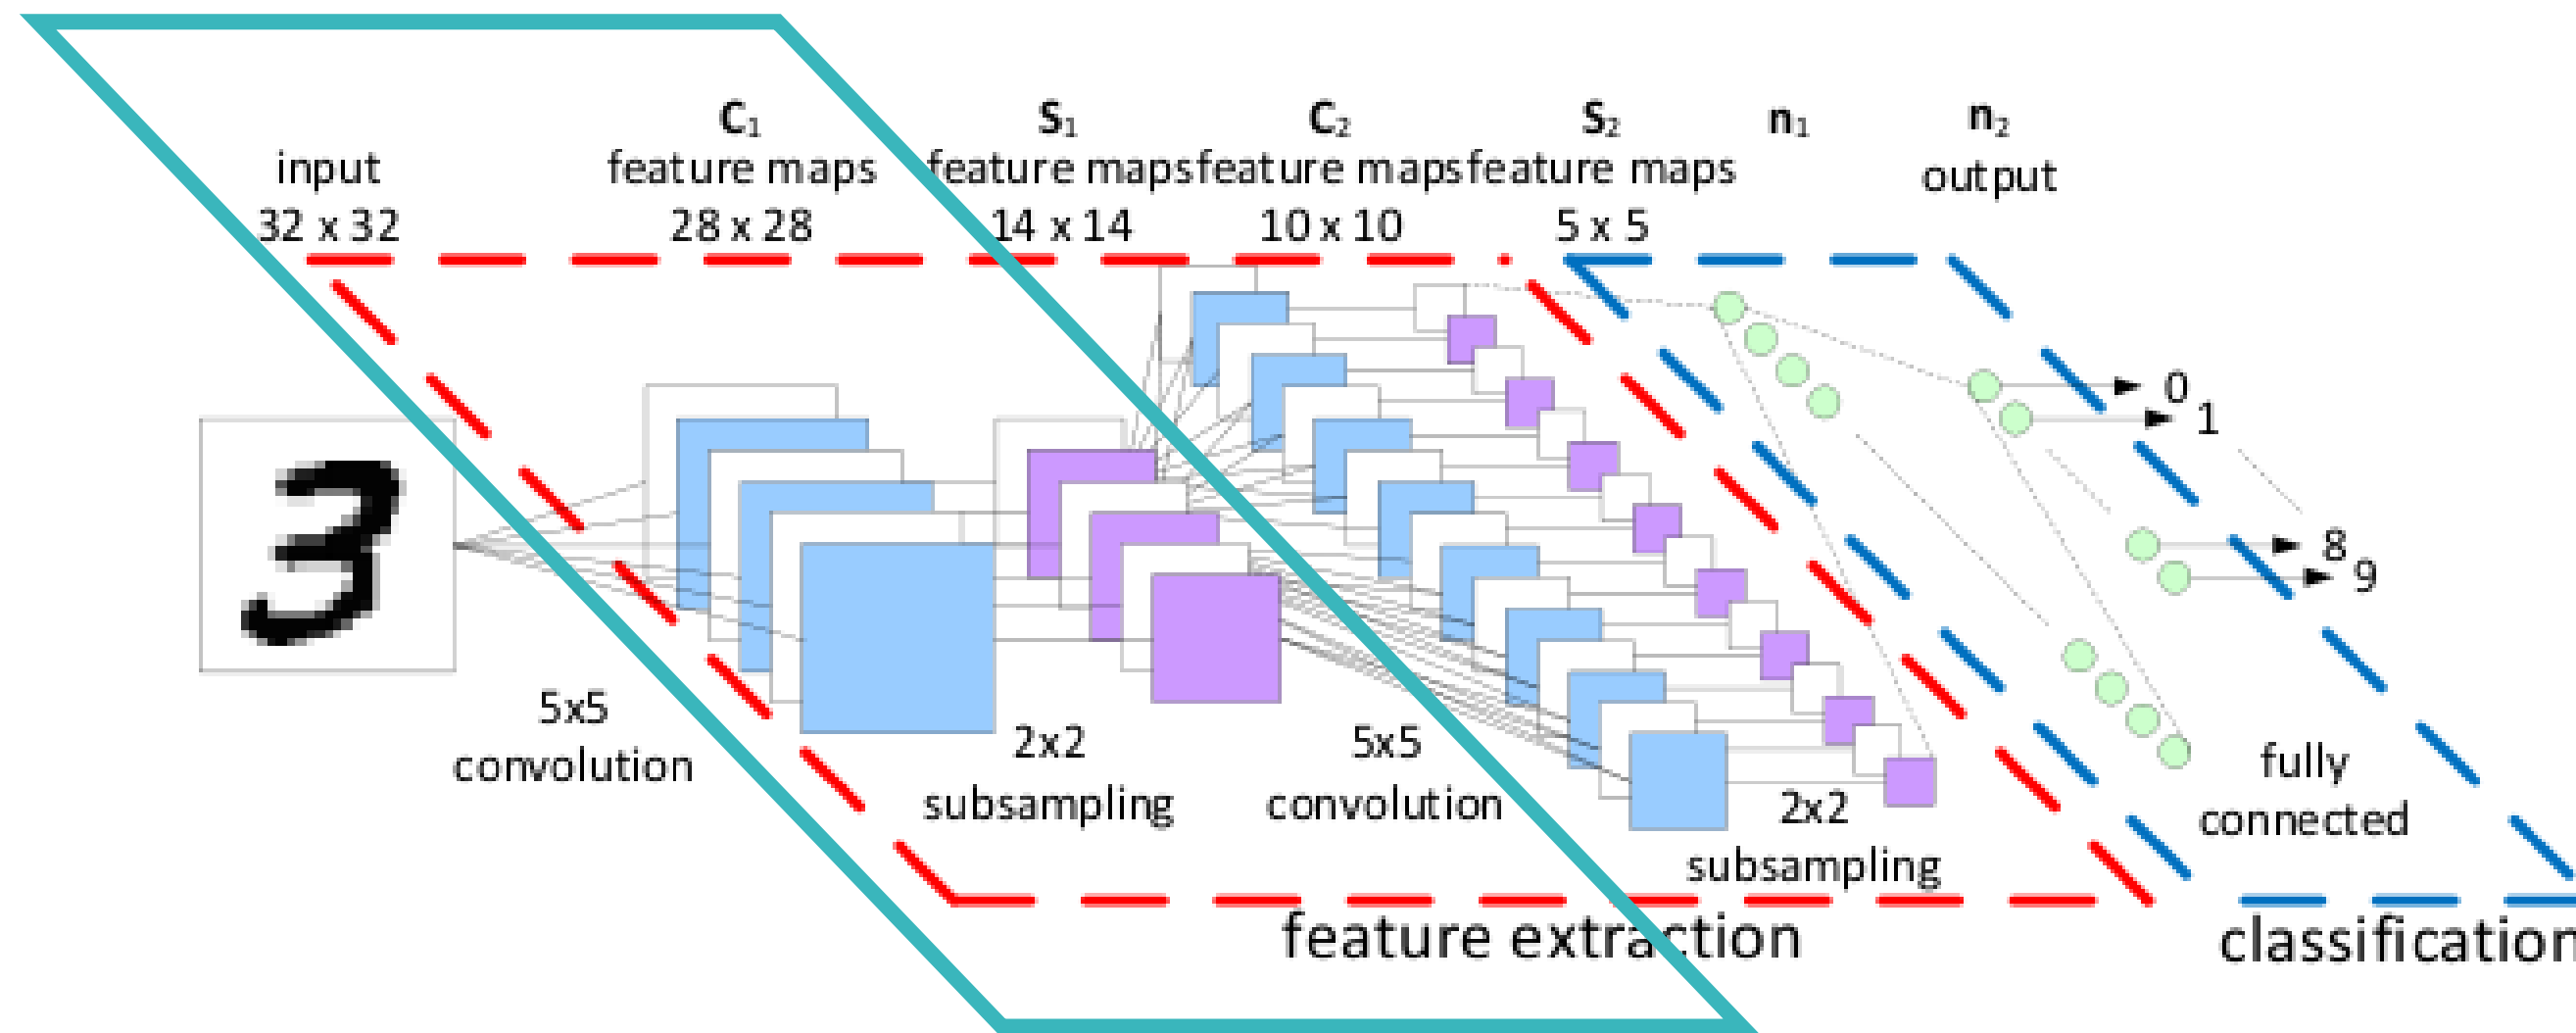 C1
S1
C2
S2
n1
n2
input
feature maps
feature maps
feature maps
feature maps
output
32 x 32
28 x 28
14 x 14
10 x 10
5 x 5
3
0
1
8
9
5x5
convolution
2x2
subsampling
5x5
convolution
2x2
subsampling
fully
connected
feature extraction
classification